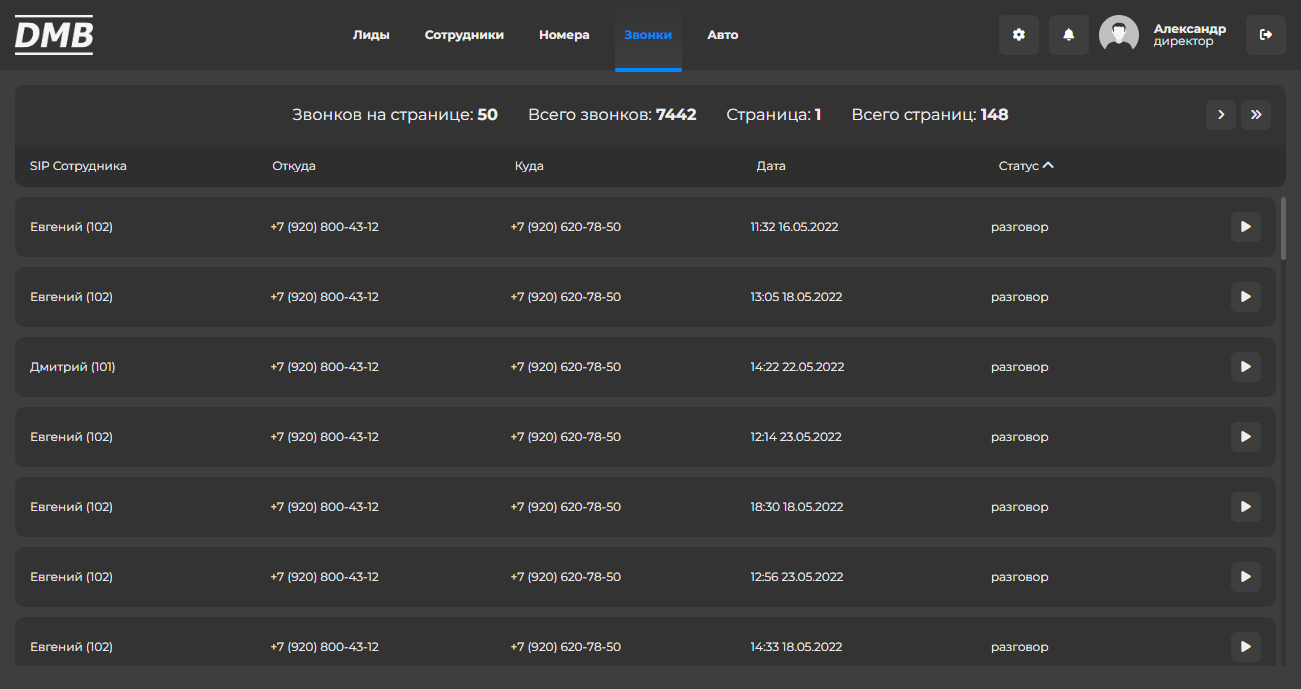 DMB Лиды Сотрудники Номера Звонки Авто Александр
директор
Звонков на странице: 50 Всего звонков: 7442 Страница: 1 Всего страниц: 148
SIP Сотрудника Откуда Куда Дата Статус
Евгений (102) +7 (920) 800-43-12 +7 (920) 620-78-50 11:32 16.05.2022 разговор
Евгений (102) +7 (920) 800-43-12 +7 (920) 620-78-50 13:05 18.05.2022 разговор
Дмитрий (101) +7 (920) 800-43-12 +7 (920) 620-78-50 14:22 22.05.2022 разговор
Евгений (102) +7 (920) 800-43-12 +7 (920) 620-78-50 12:14 23.05.2022 разговор
Евгений (102) +7 (920) 800-43-12 +7 (920) 620-78-50 18:30 18.05.2022 разговор
Евгений (102) +7 (920) 800-43-12 +7 (920) 620-78-50 12:56 23.05.2022 разговор
Евгений (102) +7 (920) 800-43-12 +7 (920) 620-78-50 14:33 18.05.2022 разговор